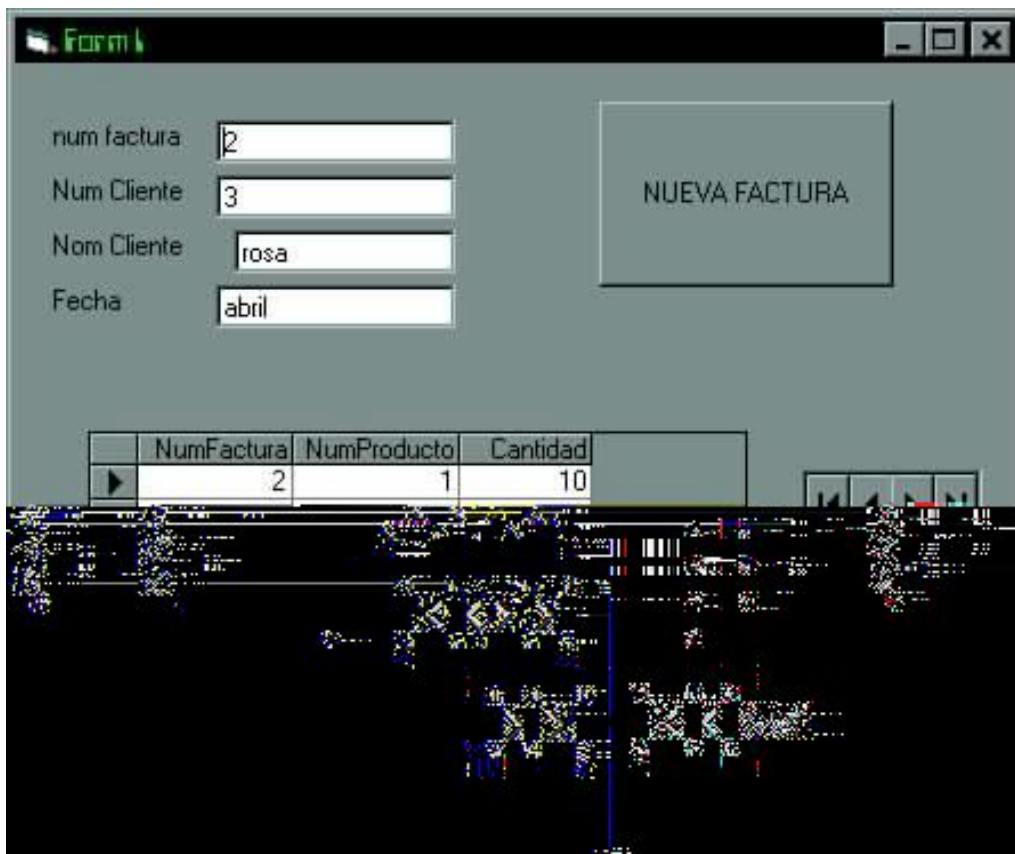 Form1
num factura 2
NUEVA FACTURA
Num Cliente 3
Nom Cliente rosa
Fecha abril
NumFactura NumProducto Cantidad
2 1 10